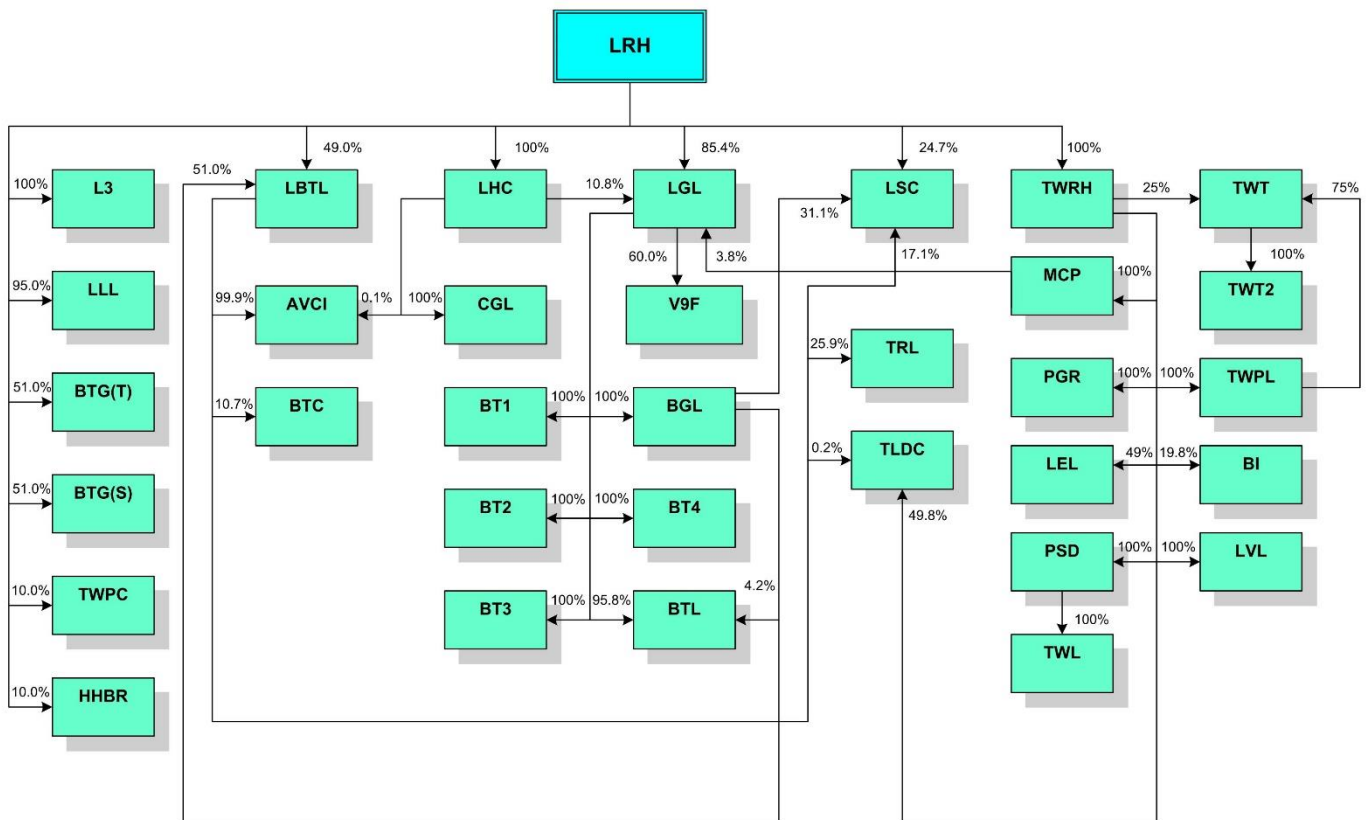 LRH
49.0%
100%
85.4%
24.7%
100%
51.0%
100%
L3
LBTL
LHC
10.8%
LGL
31.1%
LSC
TWRH
25%
TWT
75%
60.0%
3.8%
17.1%
MCP
100%
100%
95.0%
LLL
99.9%
AVCI
0.1%
100%
CGL
V9F
TWT2
25.9%
TRL
51.0%
BTG(T)
10.7%
BTC
BT1
100%
100%
BGL
PGR
100%
100%
TWPL
0.2%
TLDC
LEL
49%
19.8%
BI
51.0%
BTG(S)
BT2
100%
100%
BT4
49.8%
PSD
100%
100%
LVL
10.0%
TWPC
BT3
100%
95.8%
BTL
4.2%
100%
TWL
10.0%
HHBR